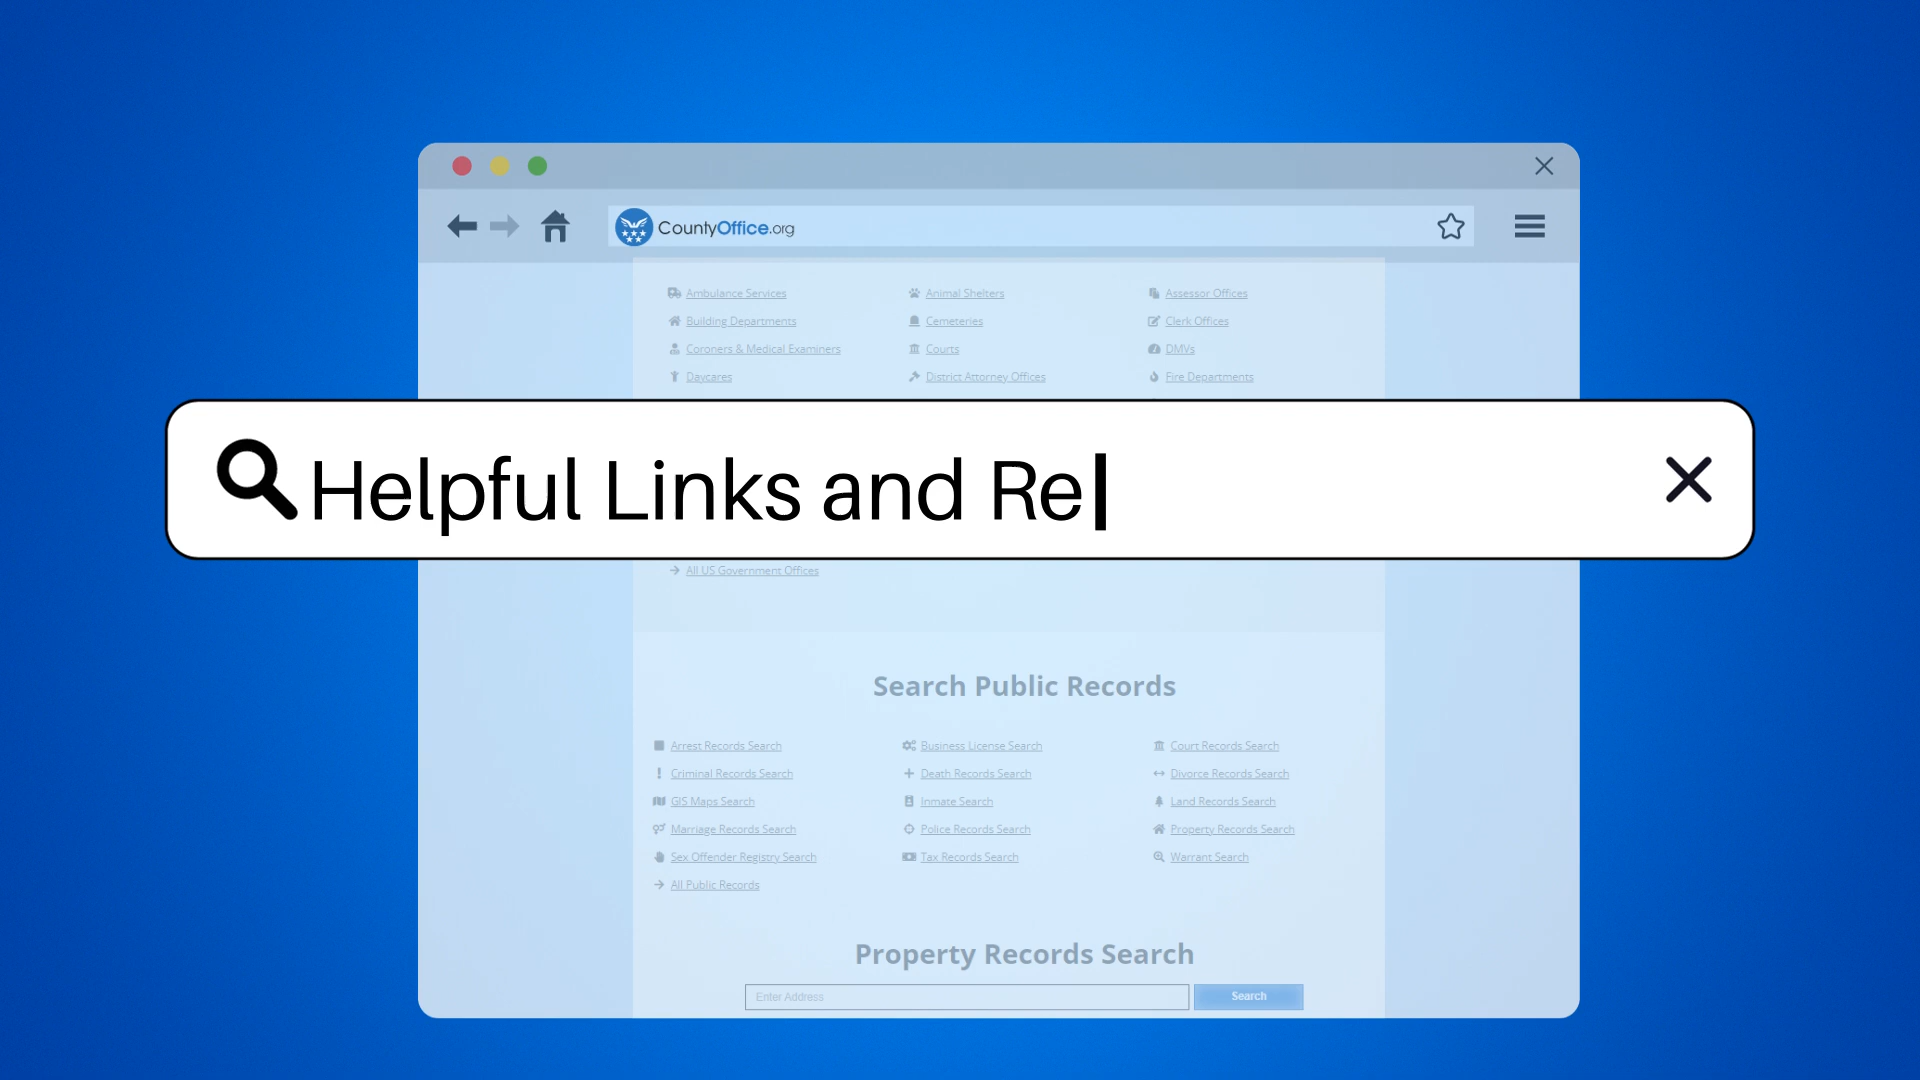 CountyOffice.org
Ambulance Services Animal Shelters Assessor Offices
Building Departments Cemeteries Clerk Offices
Coroners & Medical Examiners Courts DMVs
Daycares District Attorney Offices Fire Departments
Helpful Links and Re
All US Government Offices
Search Public Records
Arrest Records Search Business License Search Court Records Search
Criminal Records Search Death Records Search Divorce Records Search
GIS Maps Search Inmate Search Land Records Search
Marriage Records Search Police Records Search Property Records Search
Sex Offender Registry Search Tax Records Search Warrant Search
All Public Records
Property Records Search
Enter Address Search